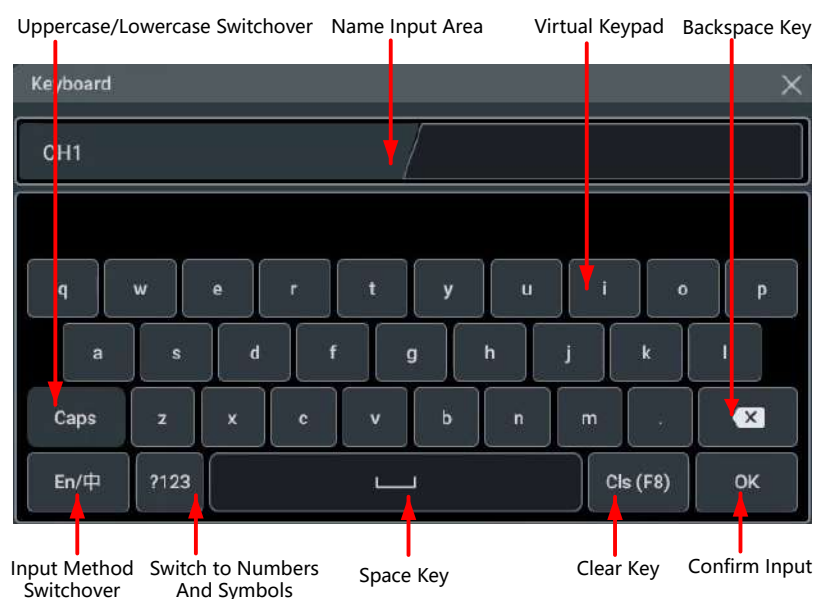 Uppercase/Lowercase Switchover Name Input Area Virtual Keypad Backspace Key
Keyboard
CH1
q w e r t y u i o p
a s d f g h j k l
Caps z x c v b n m .
En/中 ?123 Cls (F8) OK
Input Method Switchover
Switch to Numbers And Symbols
Space Key
Clear Key
Confirm Input